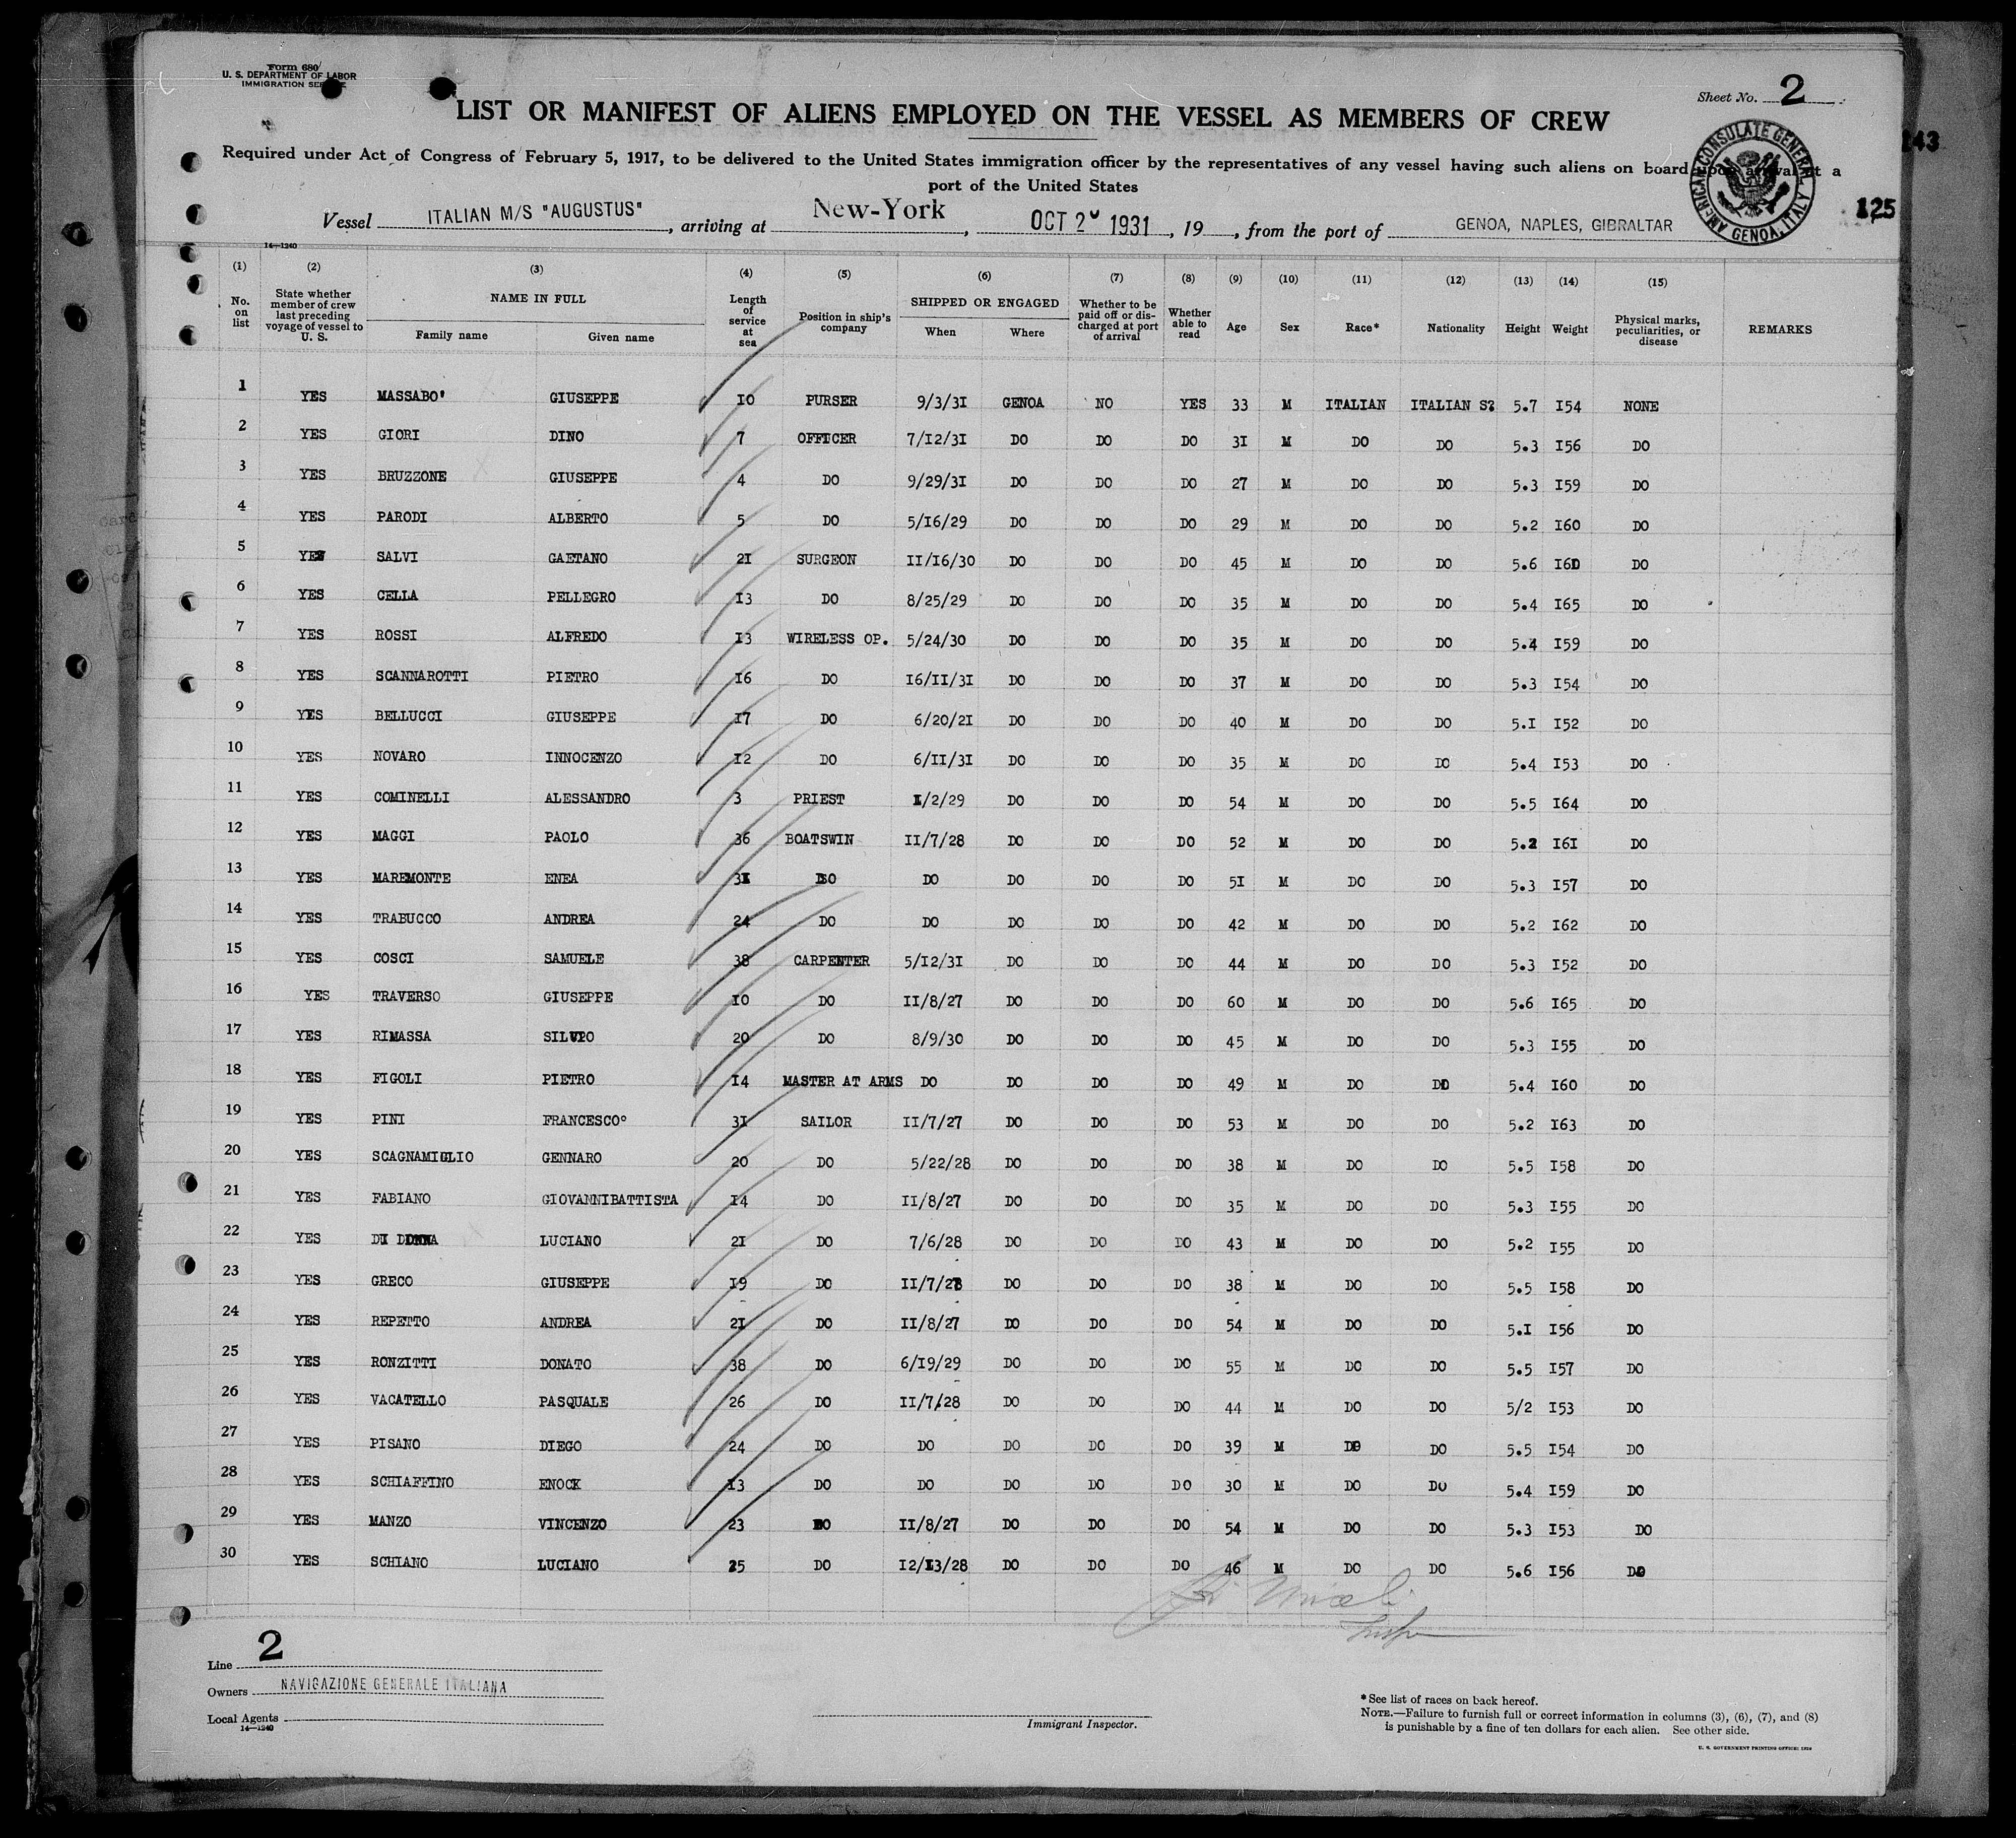 Form 680
U. S. DEPARTMENT OF LABOR
IMMIGRATION
Sheet No. 2
LIST OR MANIFEST OF ALIENS EMPLOYED ON THE VESSEL AS MEMBERS OF CREW
143
Required under Act of Congress of February 5, 1917, to be delivered to the United States immigration officer by the representatives of any vessel having such aliens on board upon arrival at a
port of the United States
AMERICAN CONSULATE GENERAL GENOA, ITALY
125
Vessel ITALIAN M/S "AUGUSTUS", arriving at New-York, OCT 2 1931, 19, from the port of GENOA, NAPLES, GIBRALTAR
14—1240
(1) (2) (3) (4) (5) (6) (7) (8) (9) (10) (11) (12) (13) (14) (15)
No. on list State whether member of crew last preceding voyage of vessel to U. S. NAME IN FULL Family name Given name Length of service at sea Position in ship's company SHIPPED OR ENGAGED When Where Whether to be paid off or discharged at port of arrival Whether able to read Age Sex Race* Nationality Height Weight Physical marks, peculiarities, or disease REMARKS
1 YES MASSABO' GIUSEPPE 10 PURSER 9/3/31 GENOA NO YES 33 M ITALIAN ITALIAN S? 5.7 154 NONE
2 YES GIORI DINO 7 OFFICER 7/12/31 DO DO DO 31 M DO DO 5.3 156 DO
3 YES BRUZZONE GIUSEPPE 4 DO 9/29/31 DO DO DO 27 M DO DO 5.3 159 DO
4 YES PARODI ALBERTO 5 DO 5/16/29 DO DO DO 29 M DO DO 5.2 160 DO
5 YES SALVI GAETANO 21 SURGEON 11/16/30 DO DO DO 45 M DO DO 5.6 DO
6 YES CELLA PELLEGRO 13 DO 8/25/29 DO DO DO 35 M DO DO 5.4 165 DO
7 YES ROSSI ALFREDO 13 WIRELESS OP. 5/24/30 DO DO DO 35 M DO DO 5.4 159 DO
8 YES SCANNAROTTI PIETRO 16 DO 16/11/31 DO DO DO 37 M DO DO 5.3 154 DO
9 YES BELLUCCI GIUSEPPE 17 DO 6/20/21 DO DO DO 40 M DO DO 5.1 152 DO
10 YES NOVARO INNOCENZO 12 DO 6/11/31 DO DO DO 35 M DO DO 5.4 153 DO
11 YES COMINELLI ALESSANDRO 3 PRIEST 1/2/29 DO DO DO 54 M DO DO 5.5 164 DO
12 YES MAGGI PAOLO 36 BOATSWIN 11/7/28 DO DO DO 52 M DO DO 5.2 161 DO
13 YES MAREMONTE ENEA 31 DO DO DO DO DO 51 M DO DO 5.3 157 DO
14 YES TRABUCCO ANDREA 24 DO DO DO DO DO 42 M DO DO 5.2 162 DO
15 YES COSCI SAMUELE 38 CARPENTER 5/12/31 DO DO DO 44 M DO DO 5.3 152 DO
16 YES TRAVERSO GIUSEPPE 10 DO 11/8/27 DO DO DO 60 M DO DO 5.6 165 DO
17 YES RIMASSA 20 DO 8/9/30 DO DO DO 45 M DO DO 5.3 155 DO
18 YES FIGOLI PIETRO 14 MASTER AT ARMS DO DO DO DO 49 M DO DO 5.4 160 DO
19 YES PINI FRANCESCO° 31 SAILOR 11/7/27 DO DO DO 53 M DO DO 5.2 163 DO
20 YES SCAGNAMIGLIO GENNARO 20 DO 5/22/28 DO DO DO 38 M DO DO 5.5 158 DO
21 YES FABIANO GIOVANNIBATTISTA 14 DO 11/8/27 DO DO DO 35 M DO DO 5.3 155 DO
22 YES DI LUCIANO 21 DO 7/6/28 DO DO DO 43 M DO DO 5.2 155 DO
23 YES GRECO GIUSEPPE 19 DO DO DO DO 38 M DO DO 5.5 158 DO
24 YES REPETTO ANDREA 21 DO 11/8/27 DO DO DO 54 M DO DO 5.1 156 DO
25 YES RONZITTI DONATO 38 DO 6/19/29 DO DO DO 55 M DO DO 5.5 157 DO
26 YES VACATELLO PASQUALE 26 DO 11/7/28 DO DO DO 44 M DO DO 5/2 153 DO
27 YES PISANO DIEGO 24 DO DO DO DO DO 39 M DO DO 5.5 154 DO
28 YES SCHIAFFINO ENOCK 13 DO DO DO DO DO 30 M DO DO 5.4 159 DO
29 YES MANZO VINCENZO 23 DO 11/8/27 DO DO DO 54 M DO DO 5.3 153 DO
30 YES SCHIANO LUCIANO 25 DO 12/13/28 DO DO DO 46 M DO DO 5.6 156 DO
Line 2
Owners NAVIGAZIONE GENERALE ITALIANA
Local Agents
14—1240
Immigrant Inspector.
*See list of races on back hereof.
NOTE.—Failure to furnish full or correct information in columns (3), (6), (7), and (8)
is punishable by a fine of ten dollars for each alien. See other side.
U. S. GOVERNMENT PRINTING OFFICE: